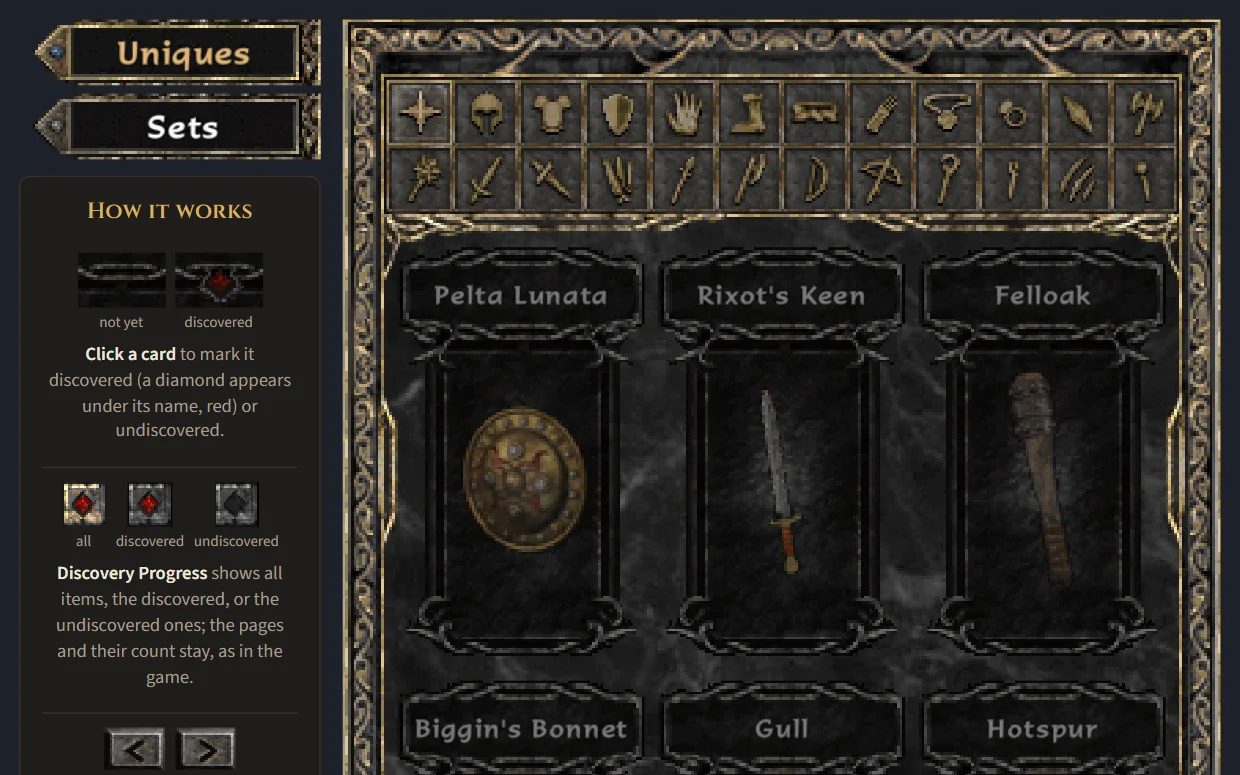 Uniques
Sets
How it works
not yet
discovered
Click a card to mark it
discovered (a diamond appears
under its name, red) or
undiscovered.
all
discovered
undiscovered
Discovery Progress shows all
items, the discovered, or the
undiscovered ones; the pages
and their count stay, as in the
game.
Pelta Lunata
Rixot's Keen
Felloak
Biggin's Bonnet
Gull
Hotspur